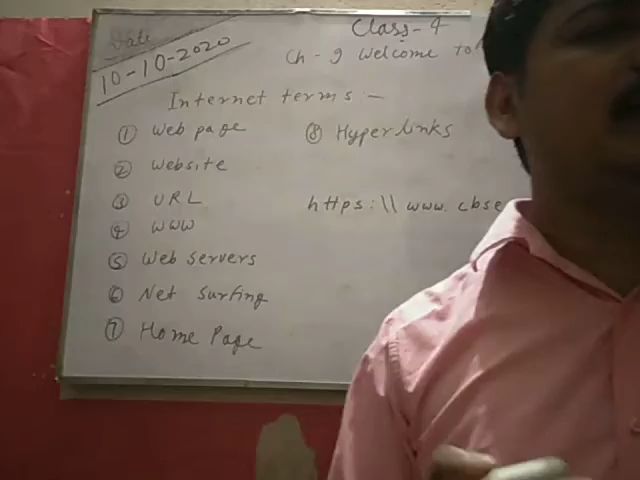 Date
10-10-2020
Class-4
Ch-9 Welcome to
Internet terms:-
① Web page
② Website
③ URL
④ WWW
⑤ Web servers
⑥ Net surfing
⑦ Home Page
⑧ Hyperlinks
https:\\www.cbse